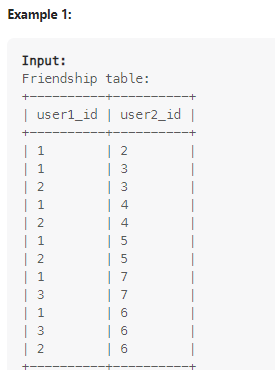 Example 1:
Input:
Friendship table:
+----------+----------+
| user1_id | user2_id |
+----------+----------+
| 1        | 2        |
| 1        | 3        |
| 2        | 3        |
| 1        | 4        |
| 2        | 4        |
| 1        | 5        |
| 2        | 5        |
| 1        | 7        |
| 3        | 7        |
| 1        | 6        |
| 3        | 6        |
| 2        | 6        |
+----------+----------+